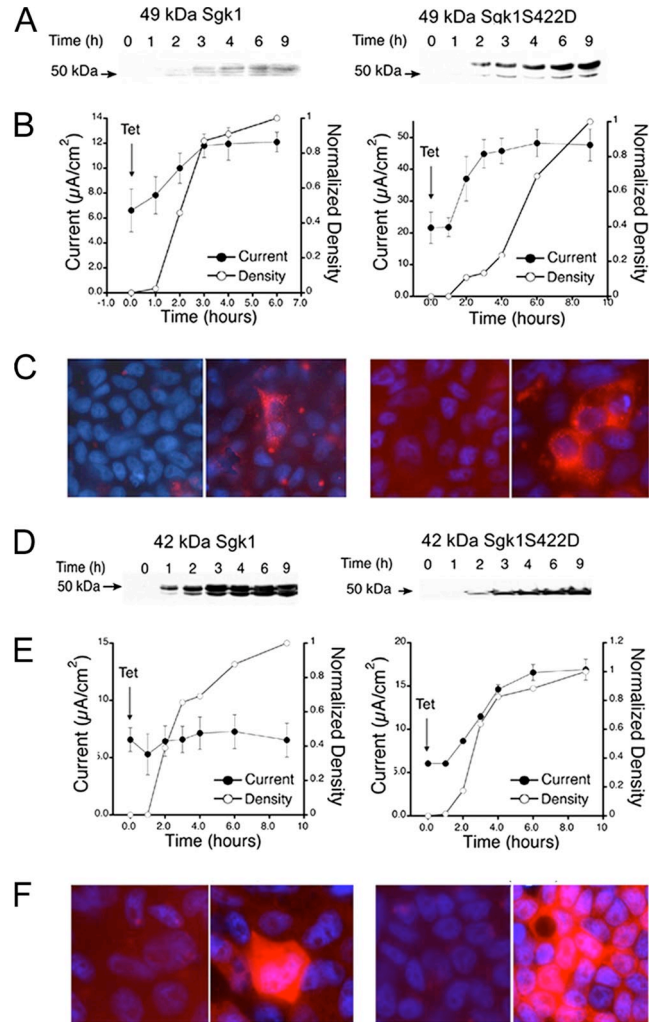 A
49 kDa Sgk1
49 kDa Sgk1S422D
Time (h) 0 1 2 3 4 6 9
Time (h) 0 1 2 3 4 6 9
50 kDa
50 kDa
B
Current (µA/cm²)
14
12
10
8.0
6.0
4.0
2.0
0.0
Tet
Current
Density
1
0.8
0.6
0.4
0.2
0
Normalized Density
-1.0 0.0 1.0 2.0 3.0 4.0 5.0 6.0 7.0
Time (hours)
Current (µA/cm²)
50
40
30
20
10
0.0
Tet
Current
Density
1
0.8
0.6
0.4
0.2
0
Normalized Density
0.0 2.0 4.0 6.0 8.0 10
Time (hours)
C
D
42 kDa Sgk1
42 kDa Sgk1S422D
Time (h) 0 1 2 3 4 6 9
Time (h) 0 1 2 3 4 6 9
50 kDa
50 kDa
E
Current (µA/cm²)
15
10
5.0
0.0
Tet
Current
Density
1
0.8
0.6
0.4
0.2
0
Normalized Density
0.0 2.0 4.0 6.0 8.0 10
Time (hours)
Current (µA/cm²)
20
15
10
5.0
0.0
Tet
Current
Density
1.2
1
0.8
0.6
0.4
0.2
0
Normalized Density
0.0 2.0 4.0 6.0 8.0 10
Time (hours)
F